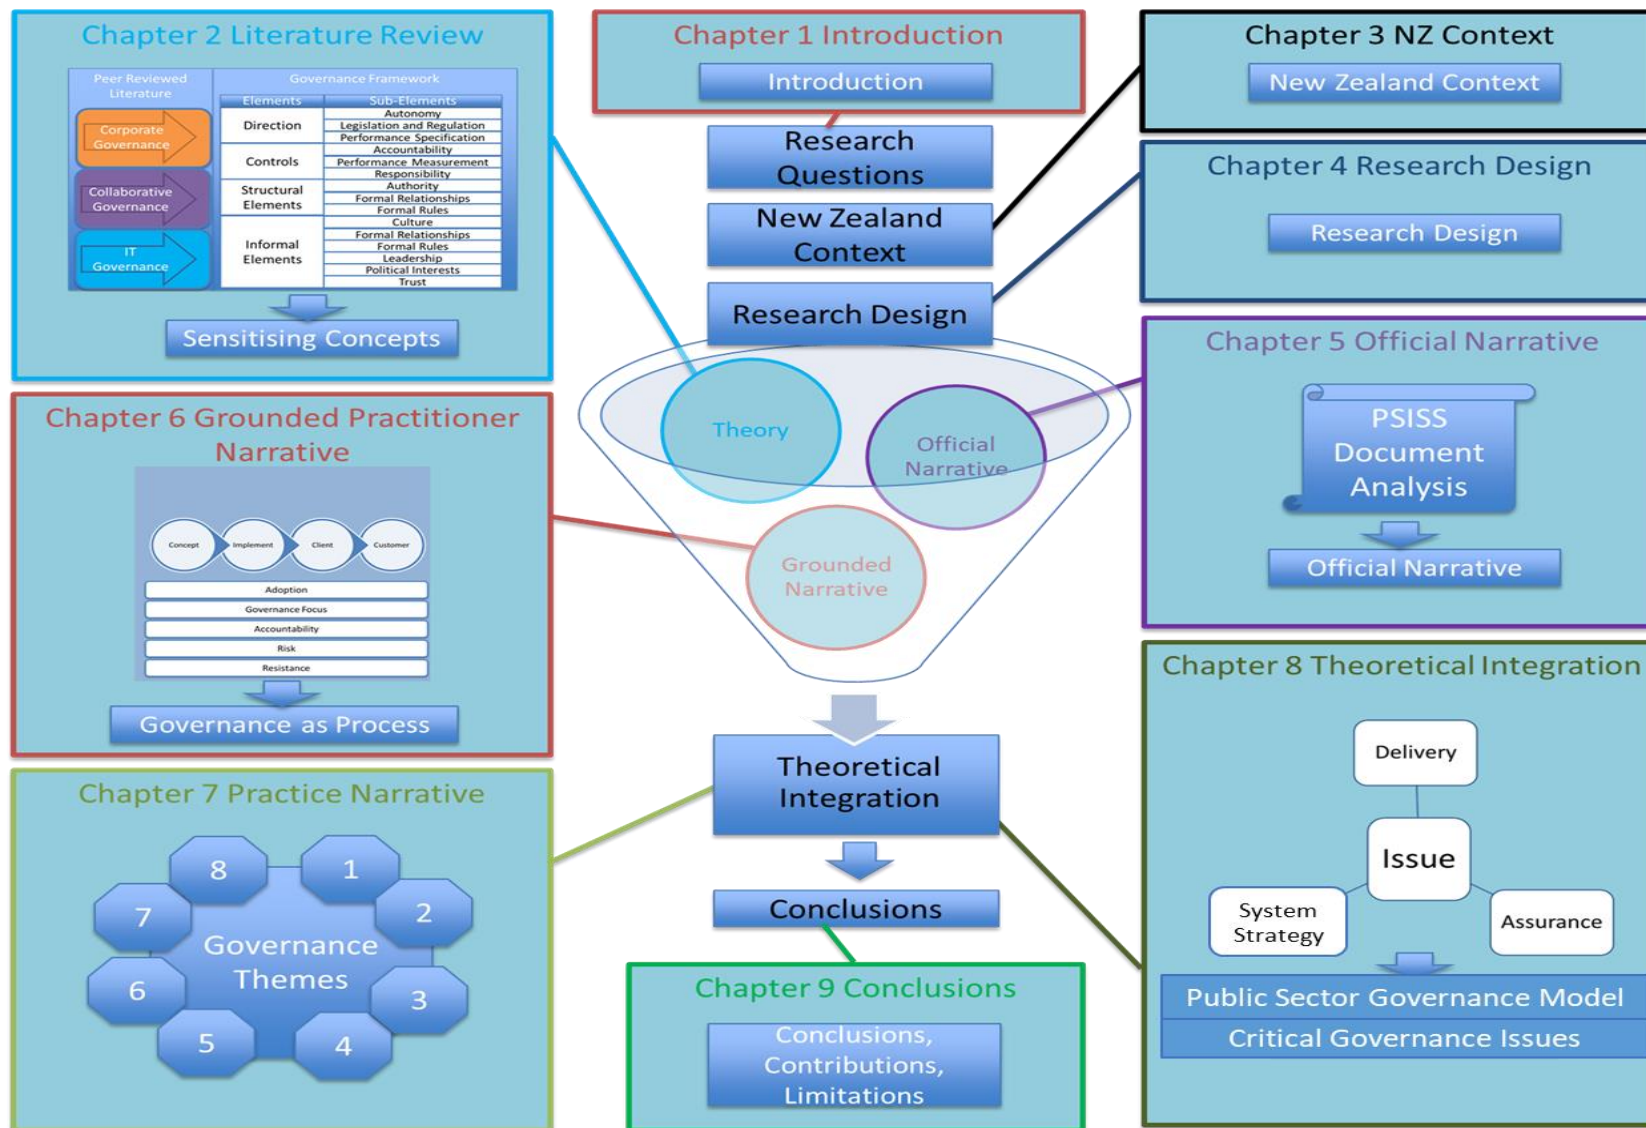 Chapter 2 Literature Review
Peer Reviewed
Literature
Governance Framework
Elements
Sub-Elements
Corporate
Governance
Collaborative
Governance
IT
Governance
Direction
Autonomy
Legislation and Regulation
Performance Specification
Controls
Accountability
Performance Measurement
Responsibility
Structural
Elements
Authority
Formal Relationships
Formal Rules
Informal
Elements
Culture
Formal Relationships
Formal Rules
Leadership
Political Interests
Trust
Sensitising Concepts
Chapter 1 Introduction
Introduction
Research
Questions
New Zealand
Context
Research Design
Chapter 3 NZ Context
New Zealand Context
Chapter 4 Research Design
Research Design
Chapter 5 Official Narrative
PSISS
Document
Analysis
Official Narrative
Theory
Official
Narrative
Grounded
Narrative
Chapter 6 Grounded Practitioner
Narrative
Concept
Implement
Client
Customer
Adoption
Governance Focus
Accountability
Risk
Resistance
Governance as Process
Theoretical
Integration
Conclusions
Chapter 7 Practice Narrative
8
1
7
2
Governance
Themes
6
3
5
4
Chapter 8 Theoretical Integration
Delivery
Issue
System
Strategy
Assurance
Public Sector Governance Model
Critical Governance Issues
Chapter 9 Conclusions
Conclusions,
Contributions,
Limitations